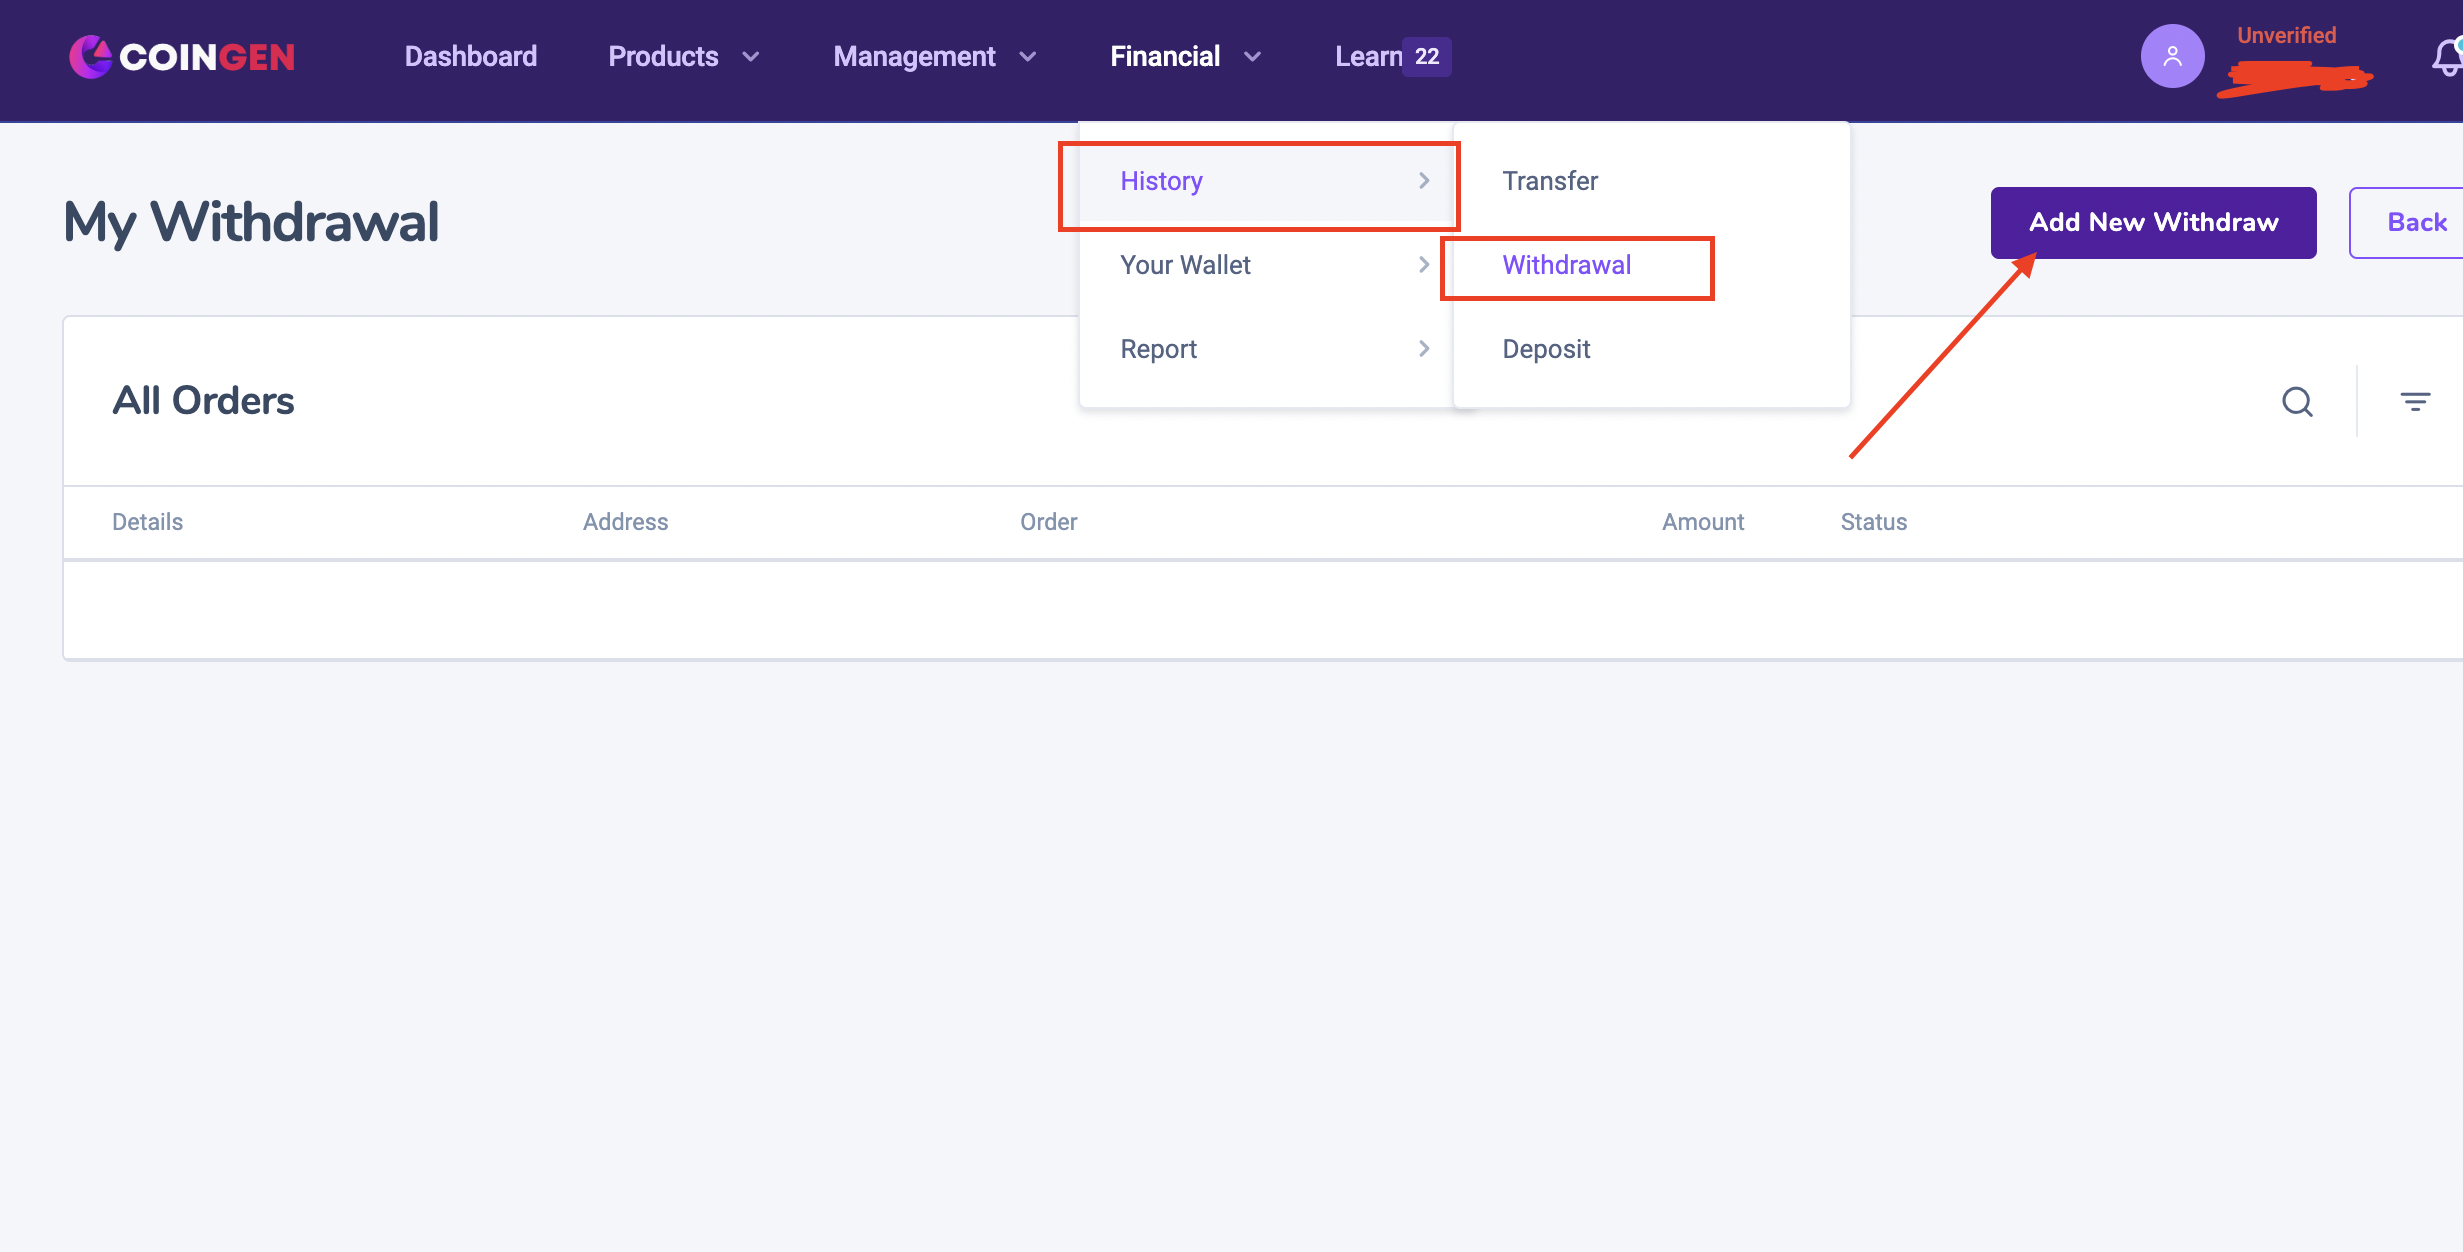 COINGEN
Dashboard
Products
Management
Financial
Learn 22
Unverified
History
Your Wallet
Report
Transfer
Withdrawal
Deposit
My Withdrawal
Add New Withdraw
Back
All Orders
Details Address Order Amount Status